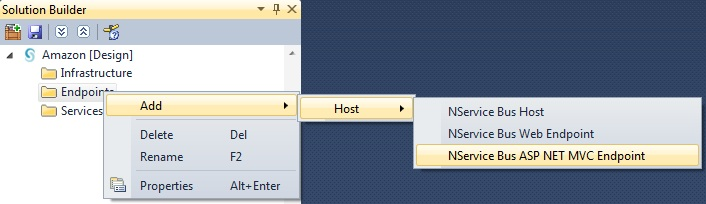 Solution Builder
Amazon [Design]
Infrastructure
Endpoints
Services
Add
Delete Del
Rename F2
Properties Alt+Enter
Host
NService Bus Host
NService Bus Web Endpoint
NService Bus ASP NET MVC Endpoint